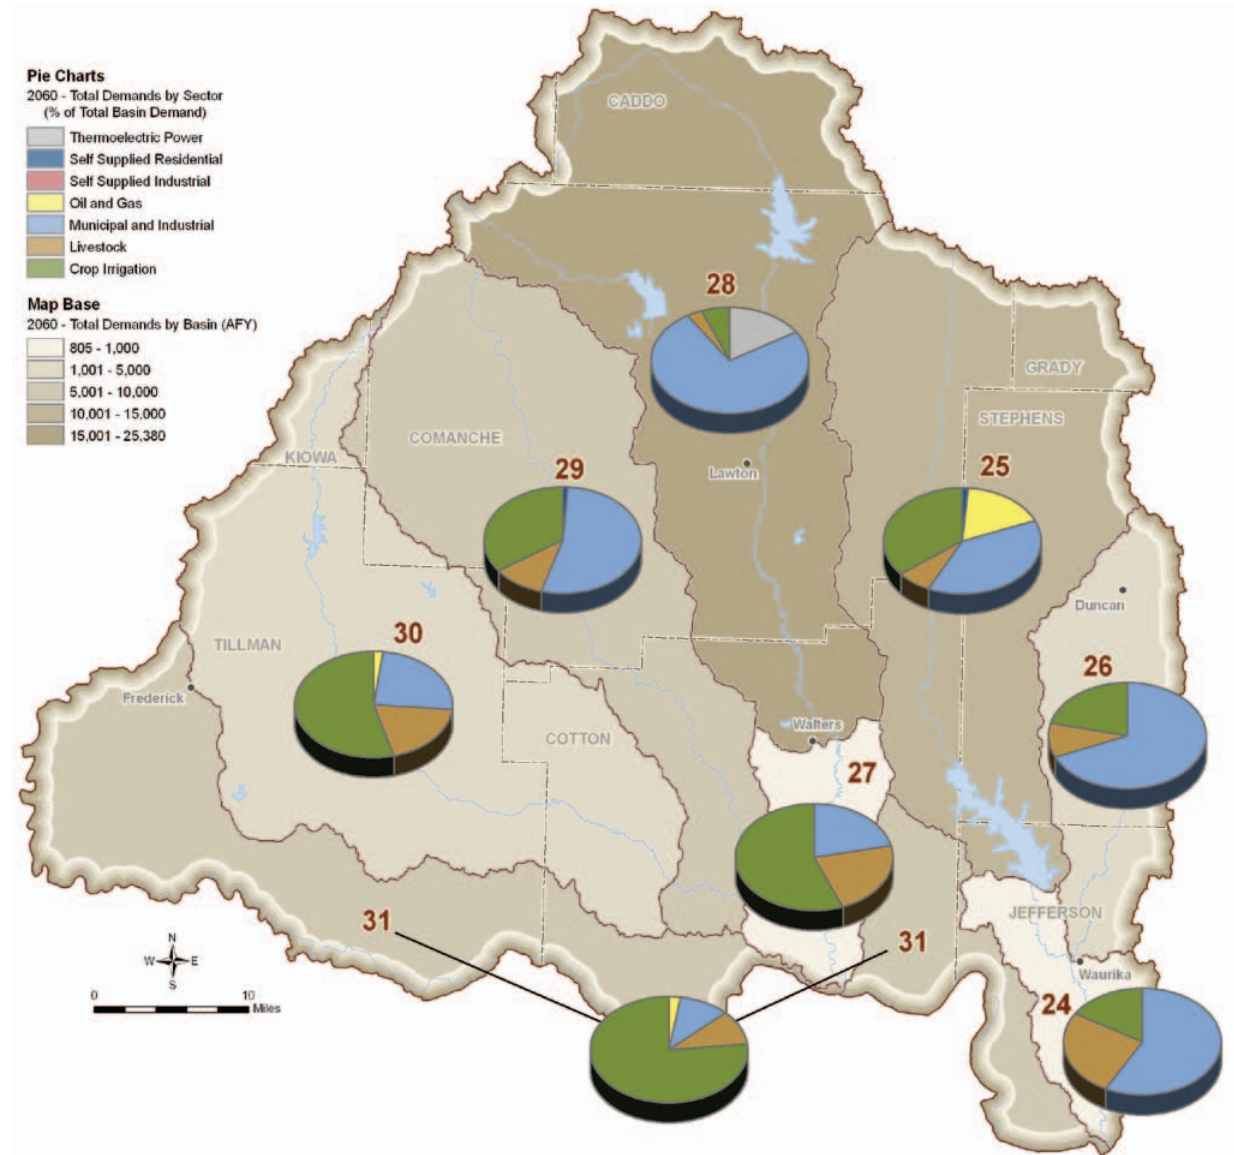 Pie Charts
2060 - Total Demands by Sector
(% of Total Basin Demand)
Thermoelectric Power
Self Supplied Residential
Self Supplied Industrial
Oil and Gas
Municipal and Industrial
Livestock
Crop Irrigation
Map Base
2060 - Total Demands by Basin (AFY)
805 - 1,000
1,001 - 5,000
5,001 - 10,000
10,001 - 15,000
15,001 - 25,380
CADDO
28
GRADY
STEPHENS
COMANCHE
KIOWA
29
Lawton
25
Duncan
TILLMAN
30
26
Frederick
COTTON
Walters
27
31
JEFFERSON
31
Waurika
24
N
W
E
S
0
10
Miles